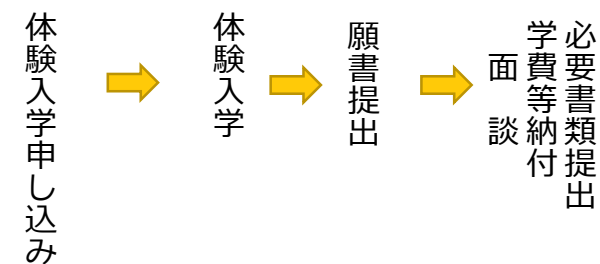 体験入学申し込み
体験入学
願書提出
必要書類提出
学費等納付
面談